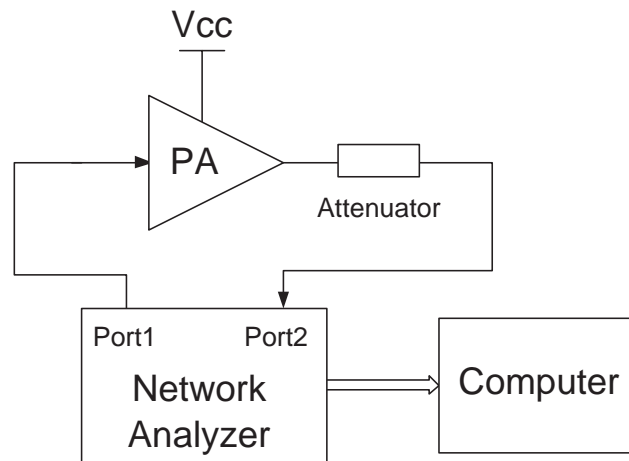 Vcc
PA
Attenuator
Port1
Port2
Network
Analyzer
Computer